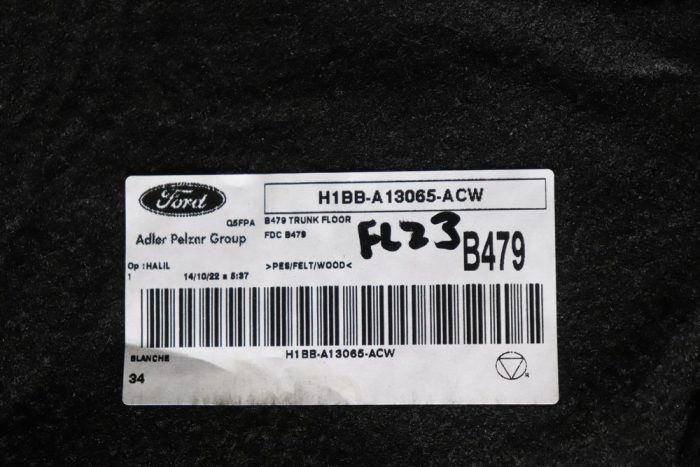 Ford
H1BB-A13065-ACW
Q5FPA
B479 TRUNK FLOOR
FDC B479
Adler Pelzer Group
FL23
B479
Op :HALIL
1
14/10/22 a 5:37
>PES/FELT/WOOD<
H1BB-A13065-ACW
BLANCHE
34